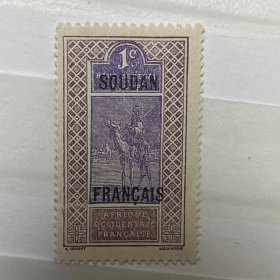 1c
SOUDAN
FRANÇAIS
AFRIQUE
OCCIDENTALE
FRANÇAISE